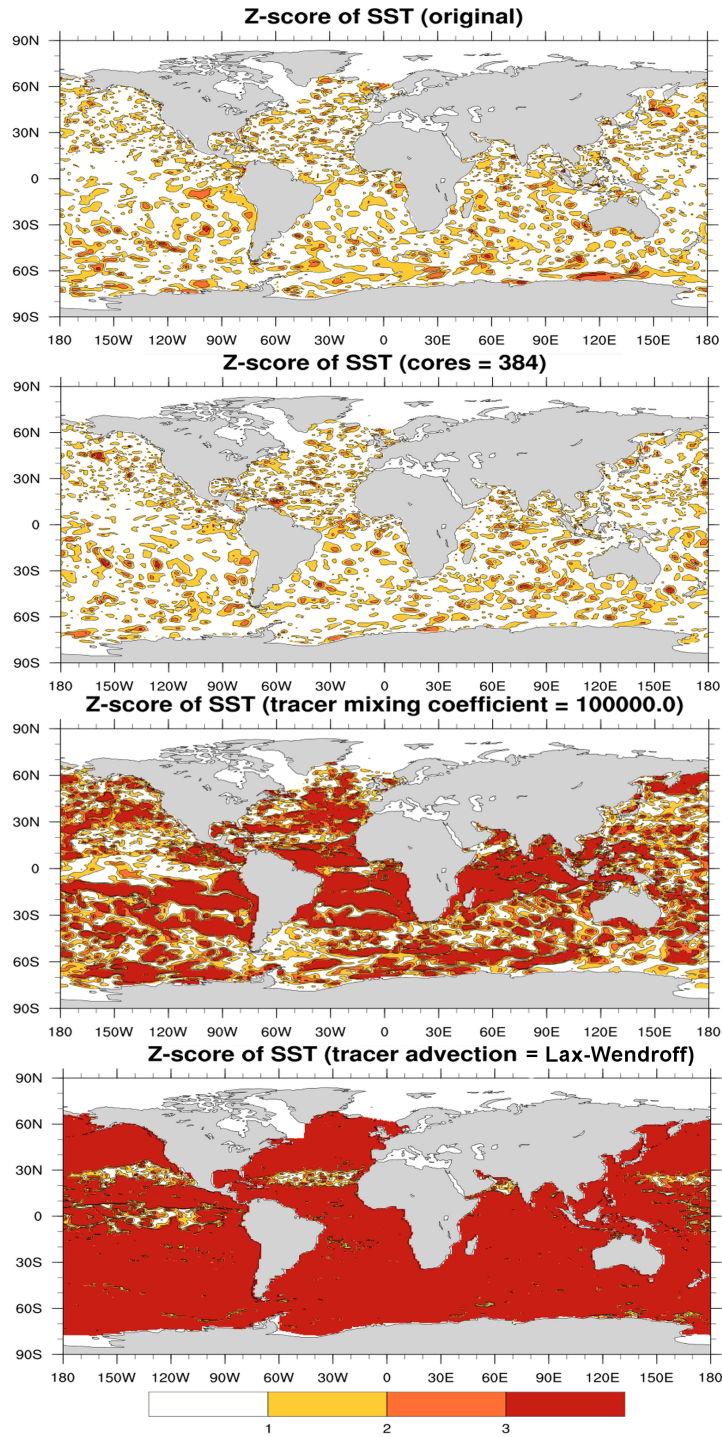 Z-score of SST (original)
90N
60N
30N
0
30S
60S
90S
180 150W 120W 90W 60W 30W 0 30E 60E 90E 120E 150E 180
Z-score of SST (cores = 384)
90N
60N
30N
0
30S
60S
90S
180 150W 120W 90W 60W 30W 0 30E 60E 90E 120E 150E 180
Z-score of SST (tracer mixing coefficient = 100000.0)
90N
60N
30N
0
30S
60S
90S
180 150W 120W 90W 60W 30W 0 30E 60E 90E 120E 150E 180
Z-score of SST (tracer advection = Lax-Wendroff)
90N
60N
30N
0
30S
60S
90S
180 150W 120W 90W 60W 30W 0 30E 60E 90E 120E 150E 180
1 2 3